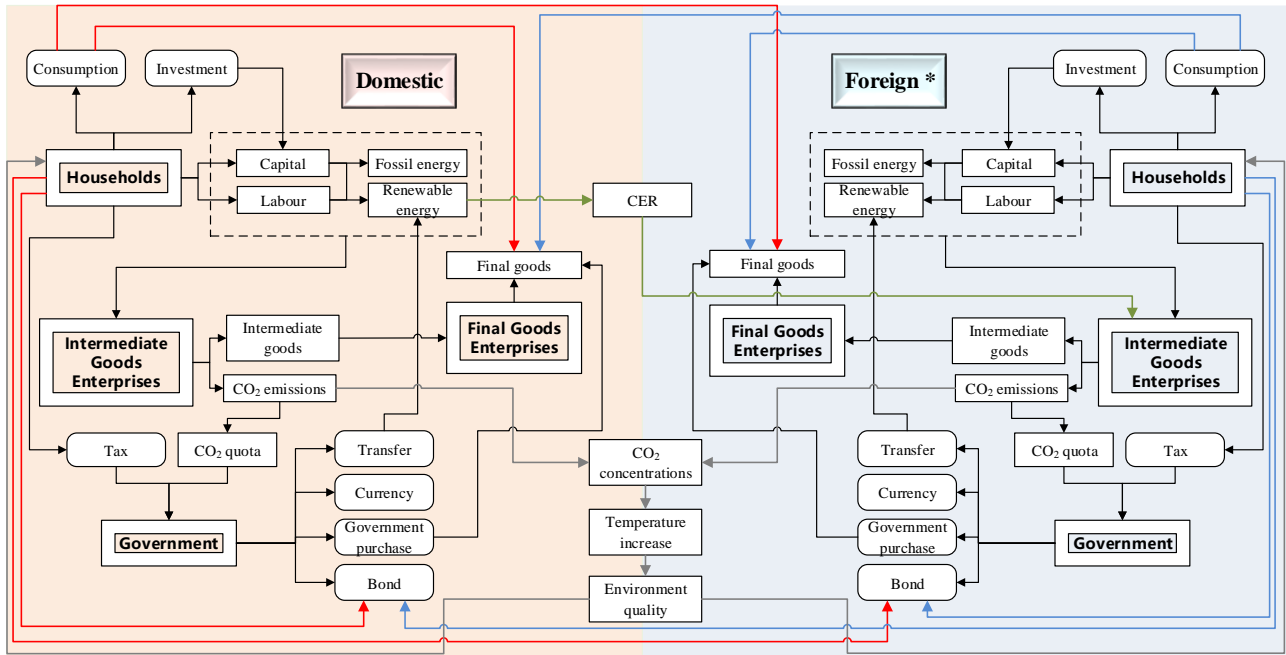 Domestic
Foreign *
Consumption
Investment
Investment
Consumption
Households
Capital
Fossil energy
Labour
Renewable
energy
CER
Fossil energy
Capital
Renewable
energy
Labour
Households
Final goods
Final goods
Intermediate
Goods
Enterprises
Intermediate
goods
Final Goods
Enterprises
Final Goods
Enterprises
Intermediate
goods
Intermediate
Goods
Enterprises
CO₂ emissions
CO₂ emissions
Tax
CO₂ quota
Transfer
CO₂
concentrations
Transfer
CO₂ quota
Tax
Currency
Currency
Government
Government
purchase
Temperature
increase
Government
purchase
Government
Bond
Environment
quality
Bond